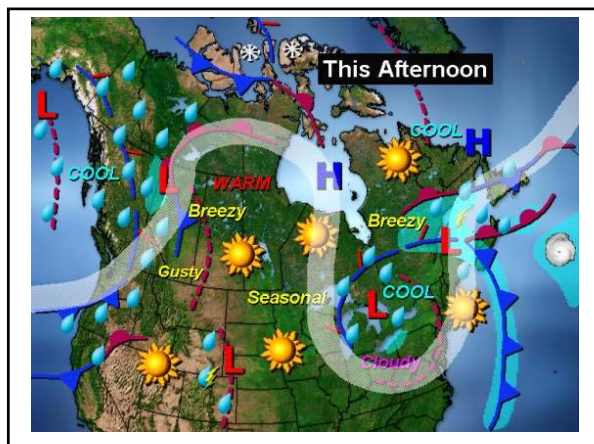 This Afternoon
L
COOL
H
COOL
L
WARM
H
Breezy
Breezy
L
Gusty
Seasonal
L
COOL
L
Cloudy